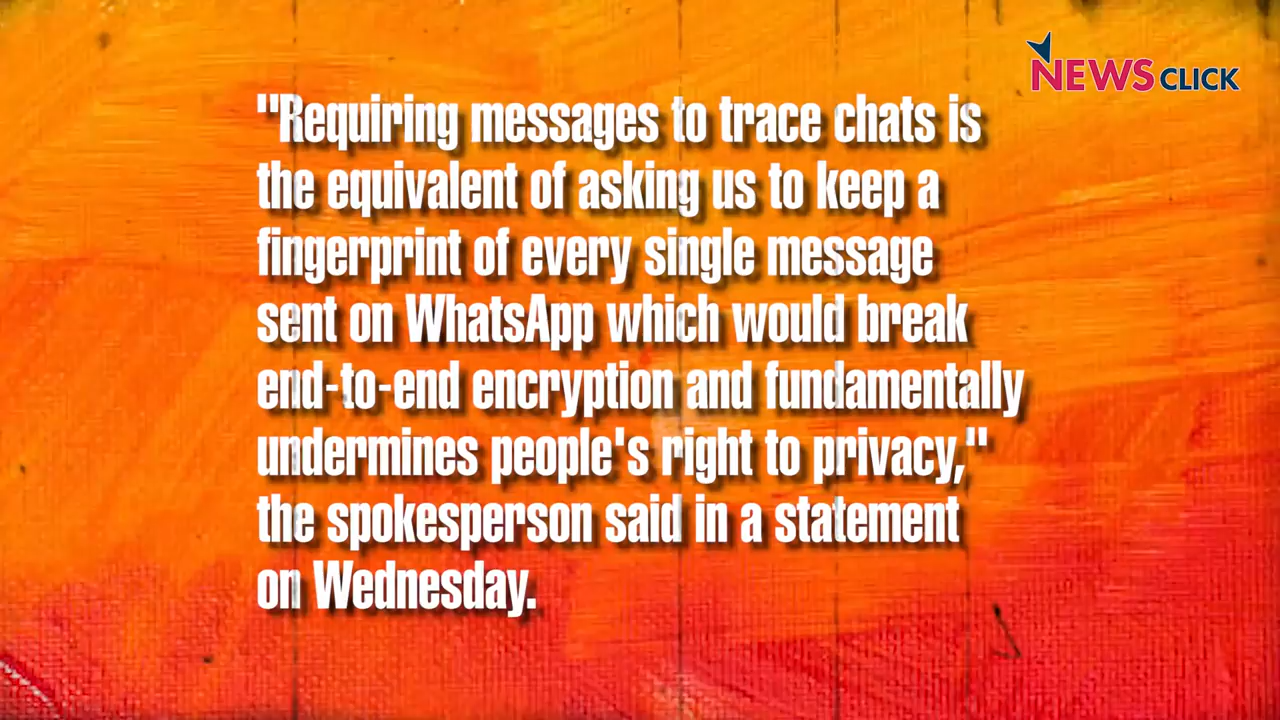 NEWS CLICK
"Requiring messages to trace chats is
the equivalent of asking us to keep a
fingerprint of every single message
sent on WhatsApp which would break
end-to-end encryption and fundamentally
undermines people's right to privacy,"
the spokesperson said in a statement
on Wednesday.